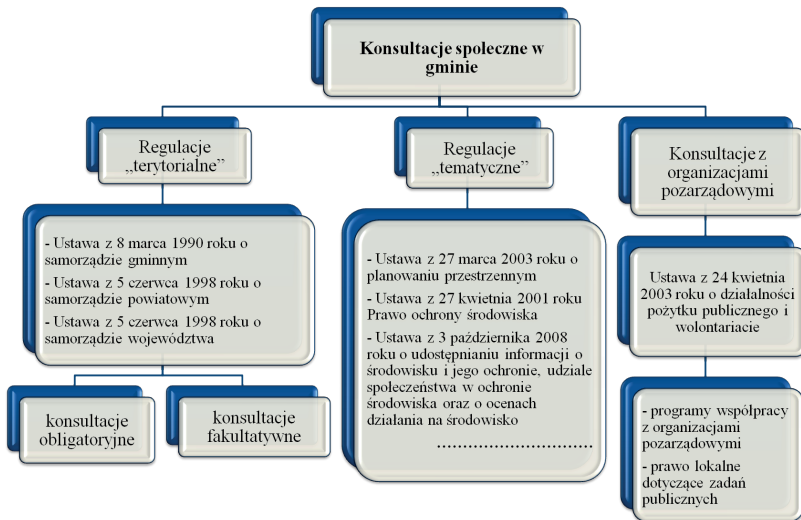 Konsultacje społeczne w
gminie
Regulacje
„terytorialne”
- Ustawa z 8 marca 1990 roku o
samorządzie gminnym
- Ustawa z 5 czerwca 1998 roku o
samorządzie powiatowym
- Ustawa z 5 czerwca 1998 roku o
samorządzie województwa
konsultacje
obligatoryjne
konsultacje
fakultatywne
Regulacje
„tematyczne”
- Ustawa z 27 marca 2003 roku o
planowaniu przestrzennym
- Ustawa z 27 kwietnia 2001 roku
Prawo ochrony środowiska
- Ustawa z 3 października 2008
roku o udostępnianiu informacji o
środowisku i jego ochronie, udziale
społeczeństwa w ochronie
środowiska oraz o ocenach
działania na środowisko
..............................
Konsultacje z
organizacjami
pozarządowymi
Ustawa z 24 kwietnia
2003 roku o działalności
pożytku publicznego i
wolontariacie
- programy współpracy
z organizacjami
pozarządowymi
- prawo lokalne
dotyczące zadań
publicznych